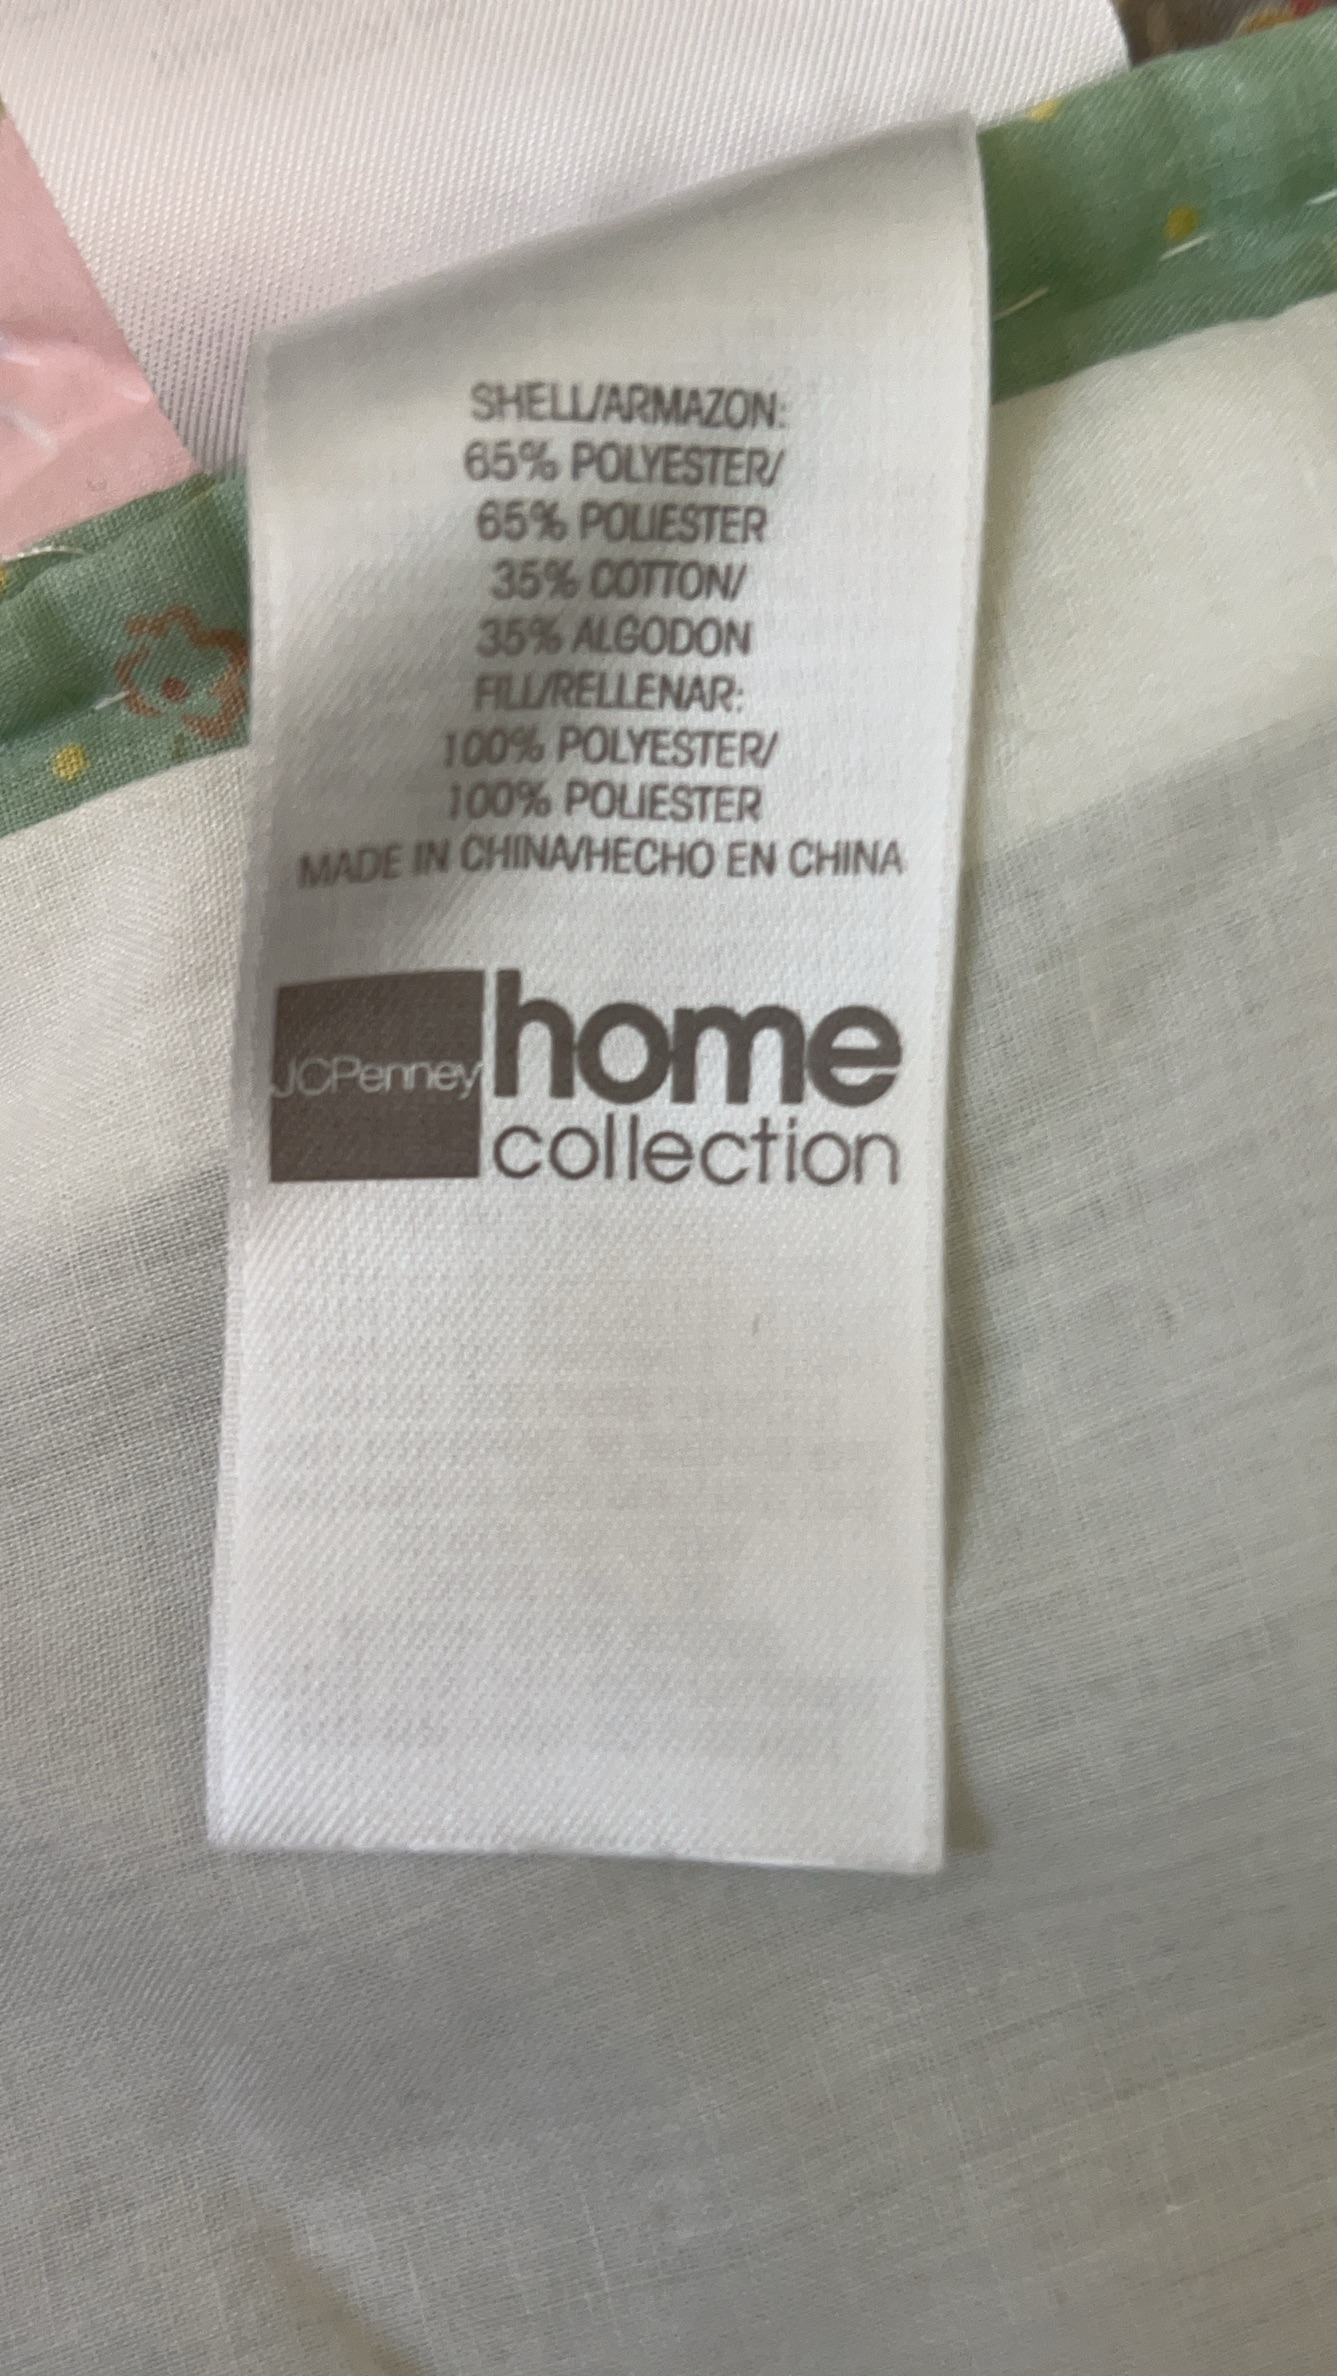 SHELL/ARMAZON:
65% POLYESTER/
65% POLIESTER
35% COTTON/
35% ALGODON
FILL/RELLENAR:
100% POLYESTER/
100% POLIESTER
MADE IN CHINA/HECHO EN CHINA
JCPenney home
collection